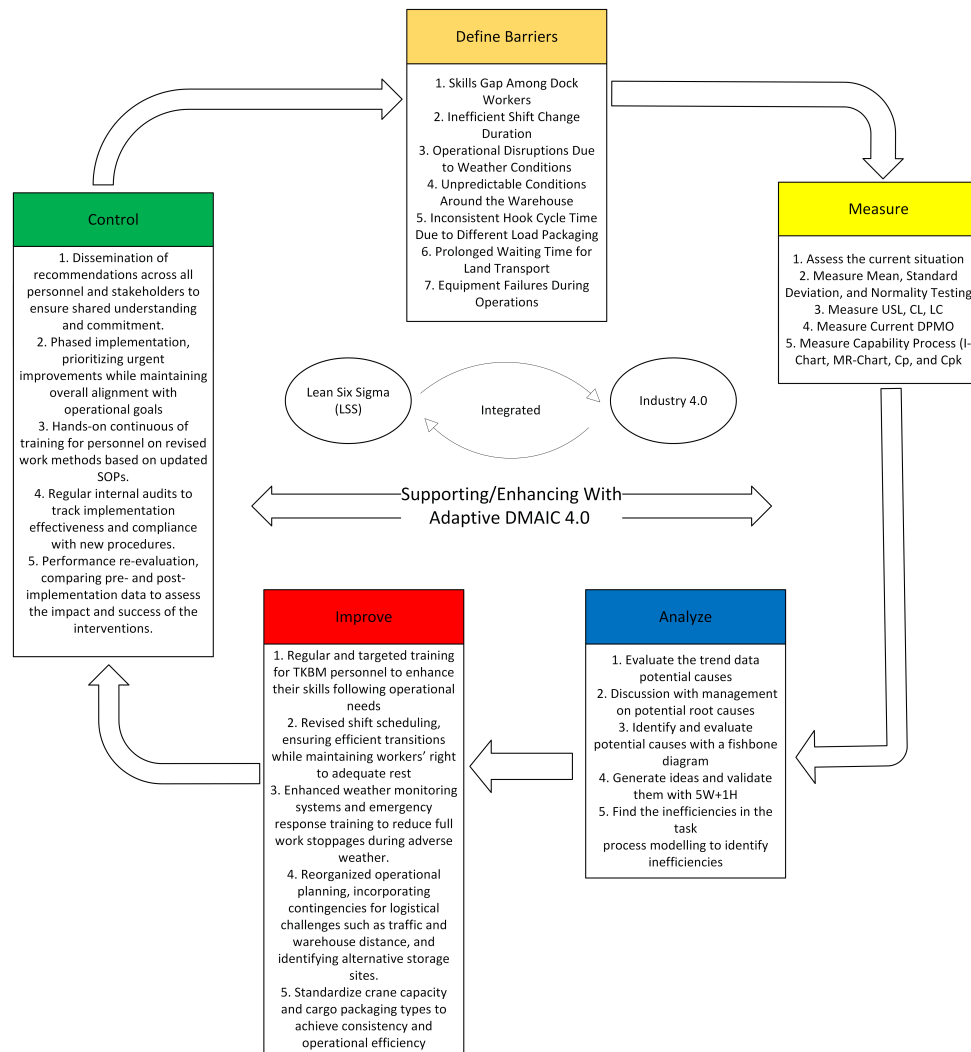 Define Barriers
1. Skills Gap Among Dock
Workers
2. Inefficient Shift Change
Duration
3. Operational Disruptions Due
to Weather Conditions
4. Unpredictable Conditions
Around the Warehouse
5. Inconsistent Hook Cycle Time
Due to Different Load Packaging
6. Prolonged Waiting Time for
Land Transport
7. Equipment Failures During
Operations
Measure
1. Assess the current situation
2. Measure Mean, Standard
Deviation, and Normality Testing
3. Measure USL, CL, LC
4. Measure Current DPMO
5. Measure Capability Process (I-
Chart, MR-Chart, Cp, and Cpk
Control
1. Dissemination of
recommendations across all
personnel and stakeholders to
ensure shared understanding
and commitment.
2. Phased implementation,
prioritizing urgent
improvements while maintaining
overall alignment with
operational goals
3. Hands-on continuous of
training for personnel on revised
work methods based on updated
SOPs.
4. Regular internal audits to
track implementation
effectiveness and compliance
with new procedures.
5. Performance re-evaluation,
comparing pre- and post-
implementation data to assess
the impact and success of the
interventions.
Lean Six Sigma
(LSS)
Integrated
Industry 4.0
Supporting/Enhancing With
Adaptive DMAIC 4.0
Improve
1. Regular and targeted training
for TKBM personnel to enhance
their skills following operational
needs
2. Revised shift scheduling,
ensuring efficient transitions
while maintaining workers' right
to adequate rest
3. Enhanced weather monitoring
systems and emergency
response training to reduce full
work stoppages during adverse
weather.
4. Reorganized operational
planning, incorporating
contingencies for logistical
challenges such as traffic and
warehouse distance, and
identifying alternative storage
sites.
5. Standardize crane capacity
and cargo packaging types to
achieve consistency and
operational efficiency
Analyze
1. Evaluate the trend data
potential causes
2. Discussion with management
on potential root causes
3. Identify and evaluate
potential causes with a fishbone
diagram
4. Generate ideas and validate
them with 5W+1H
5. Find the inefficiencies in the
task
process modelling to identify
inefficiencies